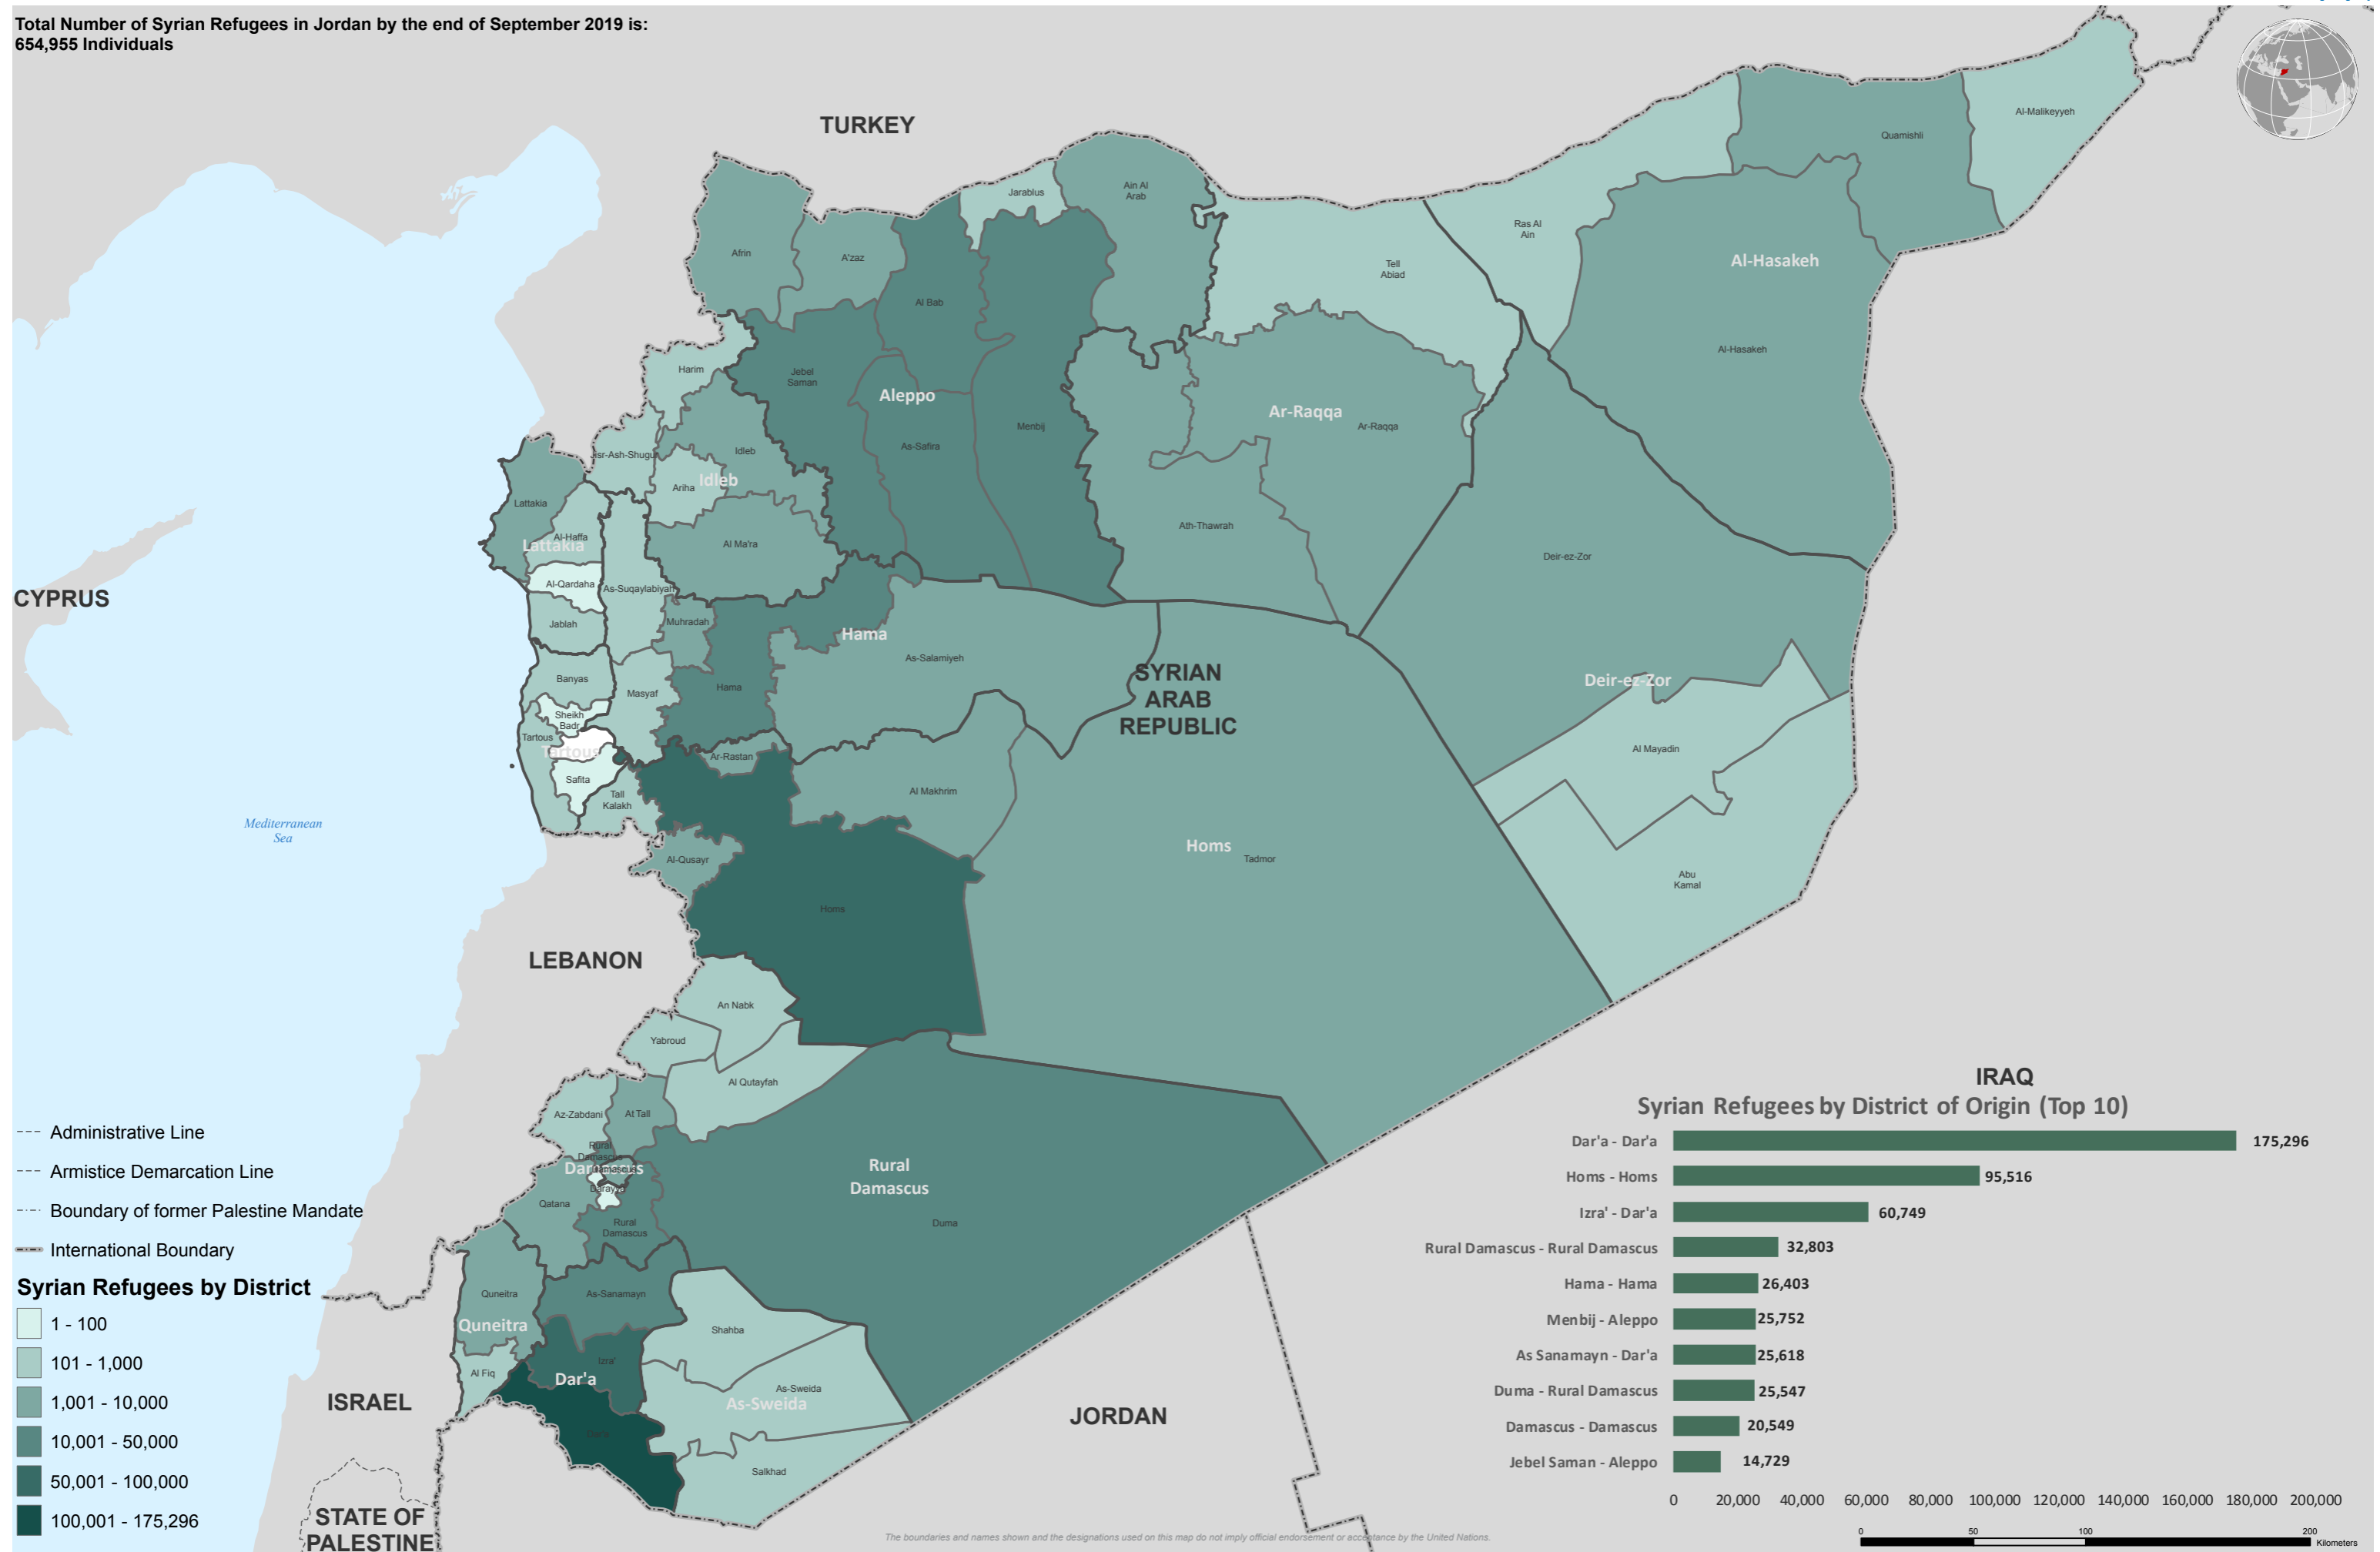 Total Number of Syrian Refugees in Jordan by the end of September 2019 is:
654,955 Individuals
TURKEY
Al-Malikeyyeh
Quamishli
Jarablus
Ain Al
Arab
Ras Al
Ain
Afrin
A'zaz
Tell
Abiad
Al-Hasakeh
Al Bab
Al-Hasakeh
Harim
Jebel
Saman
Aleppo
Ar-Raqqa
Ar-Raqqa
Menbij
As-Safira
Idleb
Idleb
Ariha
Lattakia
Ath-Thawrah
Al-Haffa
Lattakia
Al Ma'ra
Deir-ez-Zor
Al-Qardaha
As-Suqaylabiyah
CYPRUS
Jablah
Muhradah
Hama
As-Salamiyeh
SYRIAN
ARAB
REPUBLIC
Banyas
Masyaf
Hama
Deir-ez-Zor
Sheikh
Badr
Tartous
Tartous
Ar-Rastan
Al Mayadin
Safita
Tall
Kalakh
Al Makhrim
Mediterranean
Sea
Al-Qusayr
Homs
Tadmor
Abu
Kamal
Homs
LEBANON
An Nabk
Yabroud
Al Qutayfah
Az-Zabdani
At Tall
Rural
Damascus
Damascus
Darayya
Qatana
Rural
Damascus
Rural
Damascus
Duma
Quneitra
As-Sanamayn
Quneitra
Shahba
Izra'
Al Fiq
Dar'a
As-Sweida
As-Sweida
Dar'a
Salkhad
ISRAEL
JORDAN
STATE OF
PALESTINE
IRAQ
Administrative Line
Armistice Demarcation Line
Boundary of former Palestine Mandate
International Boundary
Syrian Refugees by District
1 - 100
101 - 1,000
1,001 - 10,000
10,001 - 50,000
50,001 - 100,000
100,001 - 175,296
Syrian Refugees by District of Origin (Top 10)
Dar'a - Dar'a 175,296
Homs - Homs 95,516
Izra' - Dar'a 60,749
Rural Damascus - Rural Damascus 32,803
Hama - Hama 26,403
Menbij - Aleppo 25,752
As Sanamayn - Dar'a 25,618
Duma - Rural Damascus 25,547
Damascus - Damascus 20,549
Jebel Saman - Aleppo 14,729
0 20,000 40,000 60,000 80,000 100,000 120,000 140,000 160,000 180,000 200,000
The boundaries and names shown and the designations used on this map do not imply official endorsement or acceptance by the United Nations.
0 50 100 200
Kilometers